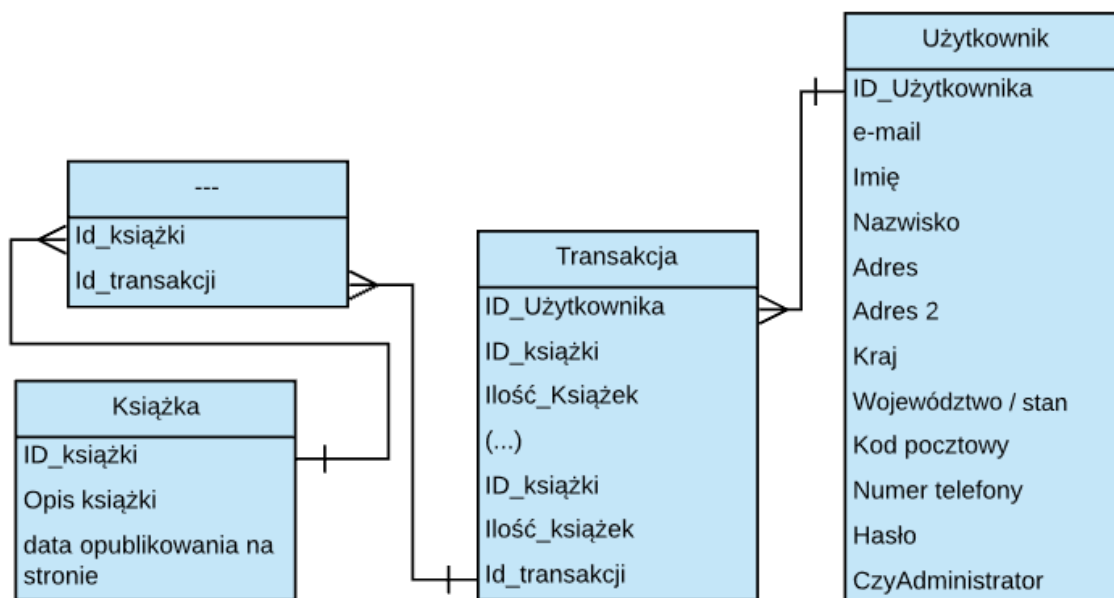 ---
Id_książki
Id_transakcji
Książka
ID_książki
Opis książki
data opublikowania na
stronie
Transakcja
ID_Użytkownika
ID_książki
Ilość_Książek
(...)
ID_książki
Ilość_książek
Id_transakcji
Użytkownik
ID_Użytkownika
e-mail
Imię
Nazwisko
Adres
Adres 2
Kraj
Województwo / stan
Kod pocztowy
Numer telefony
Hasło
CzyAdministrator